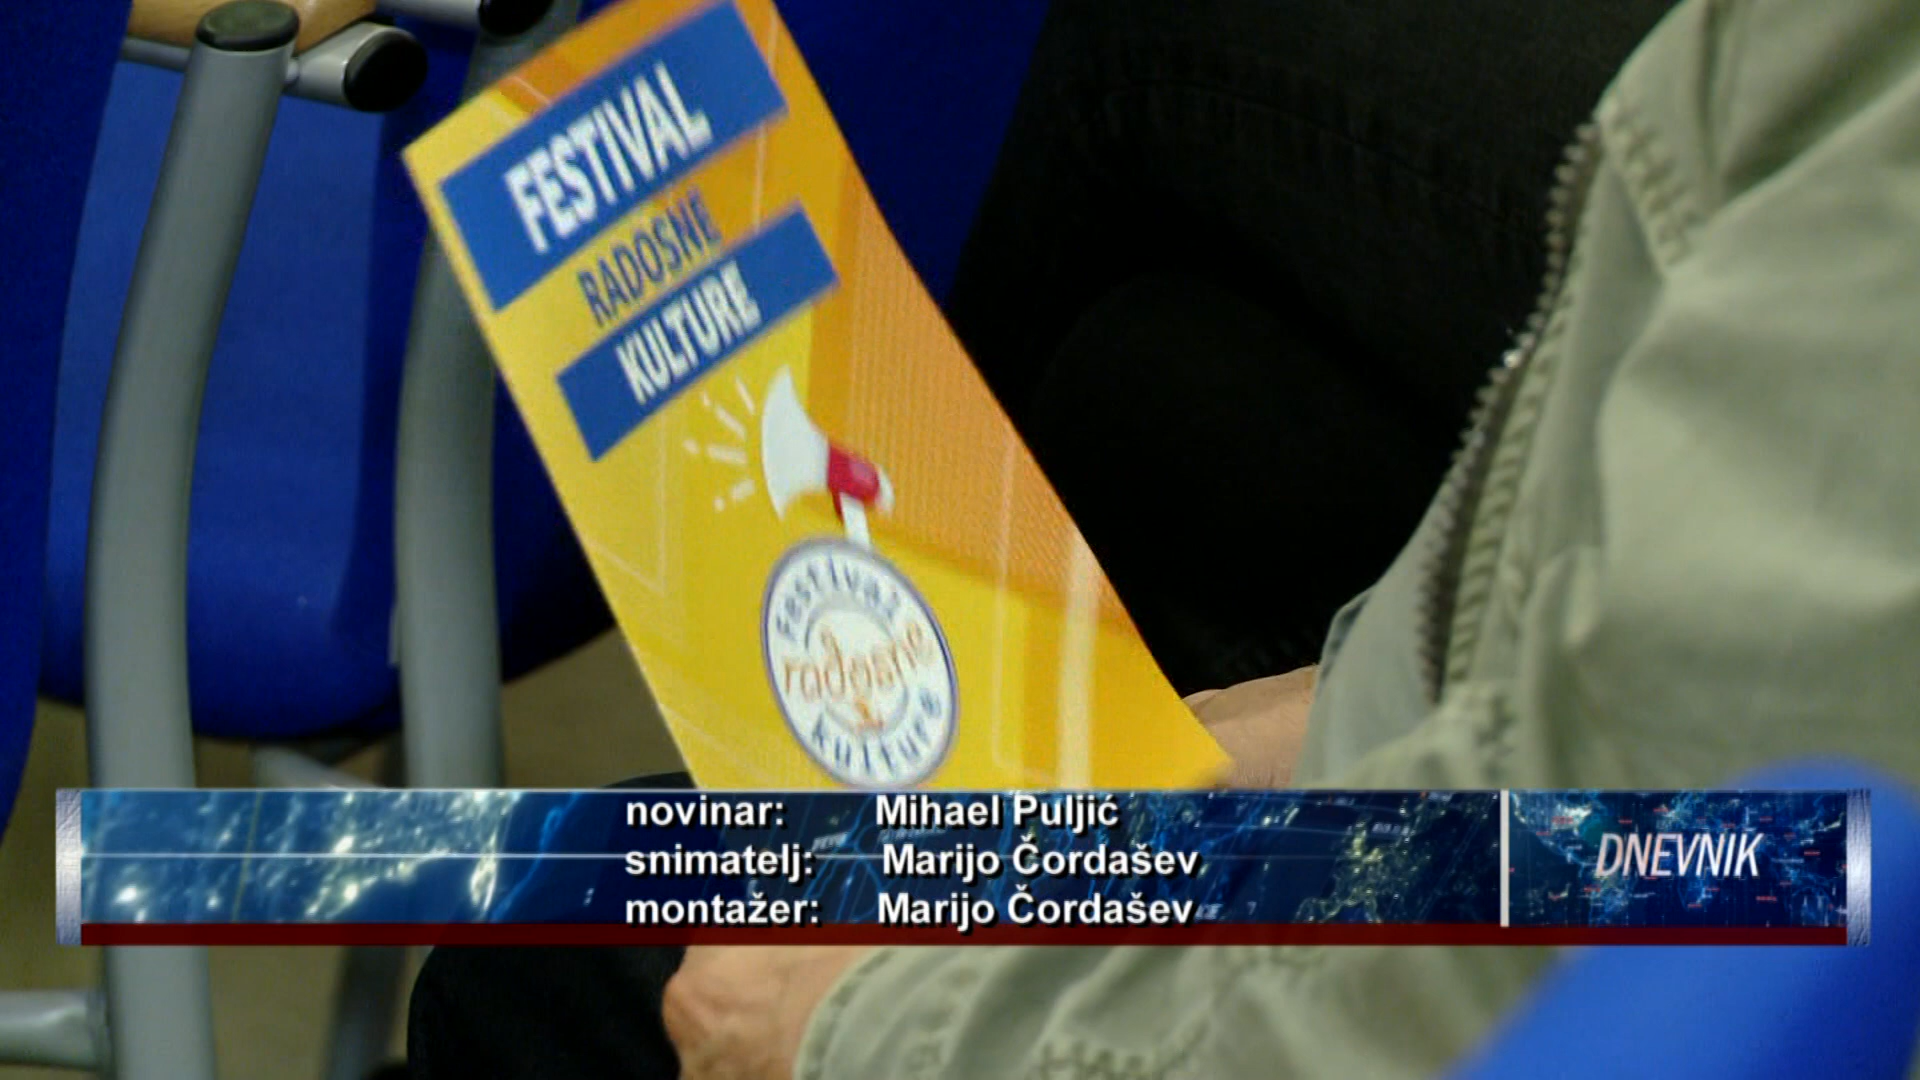 FESTIVAL
RADOSNE
KULTURE
Festival
radosne
kulture
novinar: Mihael Puljić
snimatelj: Marijo Čordašev
montažer: Marijo Čordašev
DNEVNIK